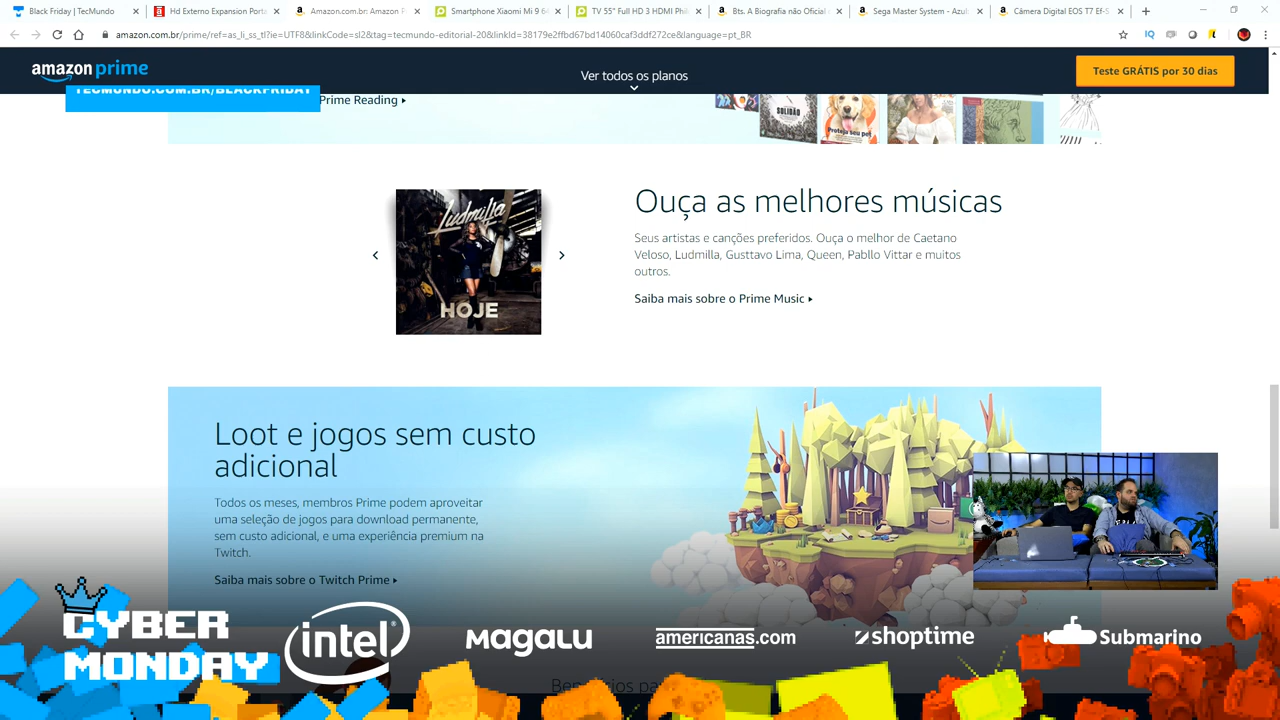 Black Friday | TecMundo
Hd Externo Expansion Porta
Amazon.com.br: Amazon P
Smartphone Xiaomi Mi 9 64
TV 55" Full HD 3 HDMI Phil
Bts. A Biografia não Oficial
Sega Master System - Azul
Câmera Digital EOS T7 Ef-S
amazon.com.br/prime/ref=as_li_ss_tl?ie=UTF8&linkCode=sl2&tag=tecmundo-editorial-20&linkId=38179e2ffbd67bd14060caf3ddf272ce&language=pt_BR
amazon prime
Ver todos os planos
Teste GRÁTIS por 30 dias
TECMUNDO.COM.BR/BLACKFRIDAY
Prime Reading
SOLIDÃO
Proteja seu pet
Ouça as melhores músicas
Seus artistas e canções preferidos. Ouça o melhor de Caetano
Veloso, Ludmilla, Gusttavo Lima, Queen, Pabllo Vittar e muitos
outros.
Saiba mais sobre o Prime Music
Ludmilla
HOJE
Loot e jogos sem custo
adicional
Todos os meses, membros Prime podem aproveitar
uma seleção de jogos para download permanente,
sem custo adicional, e uma experiência premium na
Twitch.
Saiba mais sobre o Twitch Prime
CYBER
MONDAY
intel
Magalu
americanas.com
shoptime
Submarino